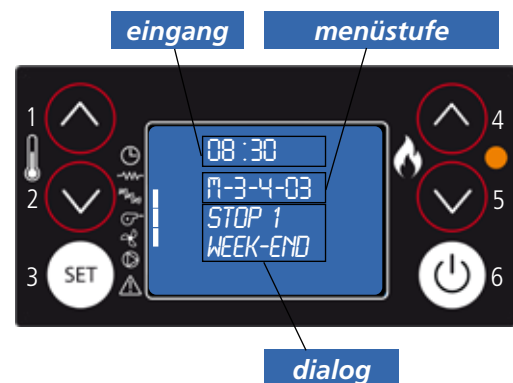 eingang menüstufe
1 4
08:30
M-3-4-03
2 5
STOP 1
WEEK-END
3 SET 6
dialog